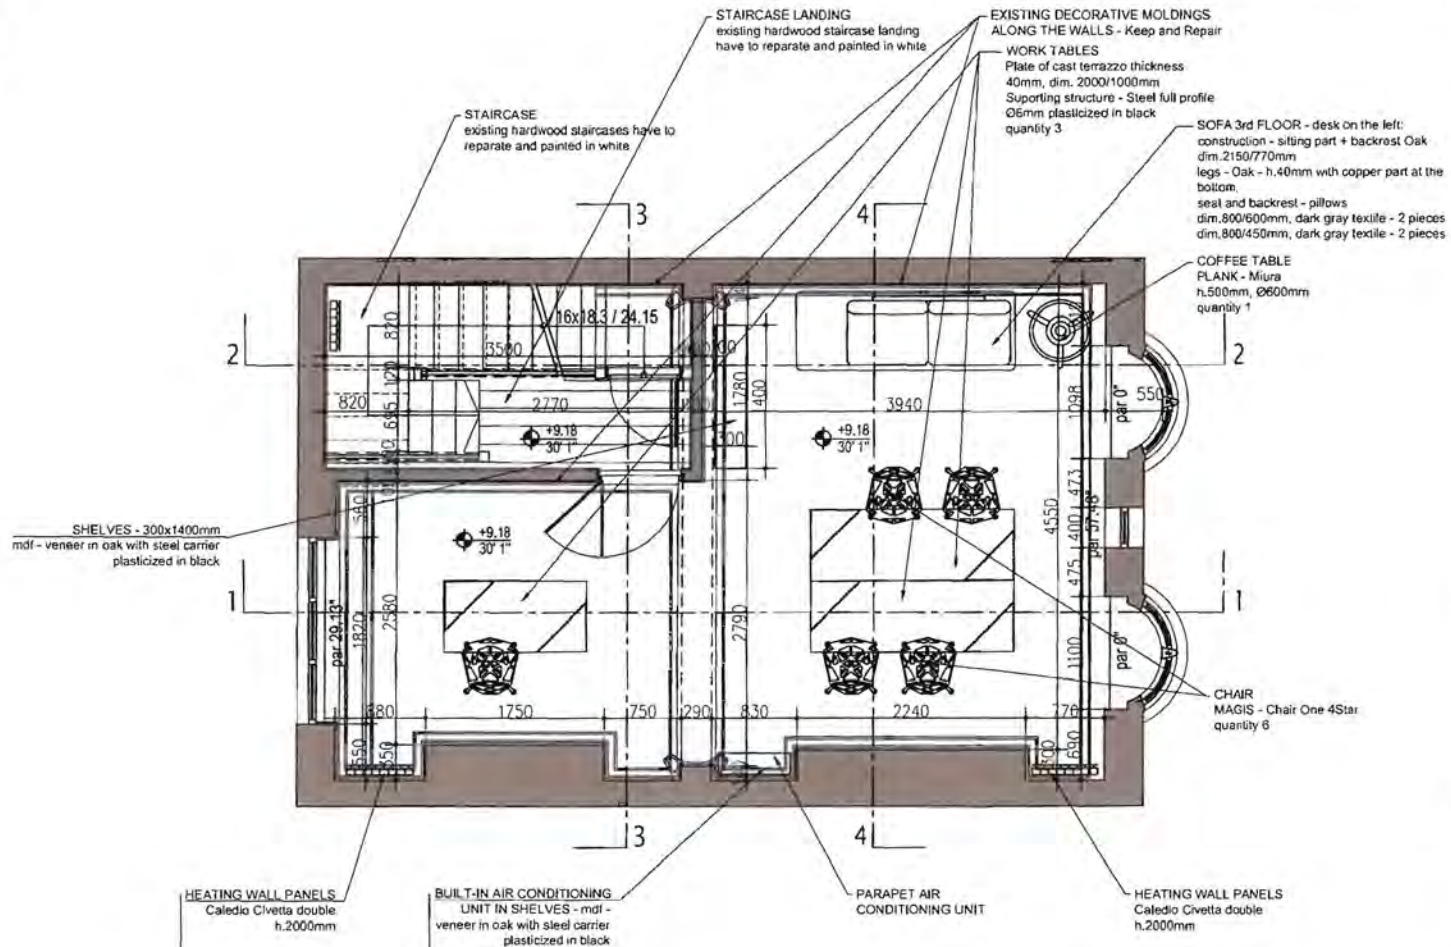 STAIRCASE LANDING
existing hardwood staircase landing
have to reparate and painted in white
EXISTING DECORATIVE MOLDINGS
ALONG THE WALLS - Keep and Repair
WORK TABLES
Plate of cast terrazzo thickness
40mm, dim. 2000/1000mm
Suporting structure - Steel full profile
Ø6mm plasticized in black
quantity 3
STAIRCASE
existing hardwood staircases have to
reparate and painted in white
SOFA 3rd FLOOR - desk on the left:
construction - sitting part + backrest Oak
dim.2150/770mm
legs - Oak - h.40mm with copper part at the
bottom,
seat and backrest - pillows
dim.800/600mm, dark gray textile - 2 pieces
dim.800/450mm, dark gray textile - 2 pieces
COFFEE TABLE
PLANK - Miura
h.500mm, Ø600mm
quantity 1
3
4
2
2
16x18.3 / 24.15
820
3500
120
820
2770
695
1780
400
300
3940
1098
par 0"
550
+9.18
30' 1"
+9.18
30' 1"
SHELVES - 300x1400mm
mdf - veneer in oak with steel carrier
plasticized in black
580
+9.18
30' 1"
473
4550
400
par 57,48"
475
1
1
par 29,13"
1820
2580
2790
1100
par 0"
CHAIR
MAGIS - Chair One 4Star
quantity 6
680
1750
750
290
830
2240
776
550
550
500
690
3
4
HEATING WALL PANELS
Caledio Civetta double
h.2000mm
BUILT-IN AIR CONDITIONING
UNIT IN SHELVES - mdf -
veneer in oak with steel carrier
plasticized in black
PARAPET AIR
CONDITIONING UNIT
HEATING WALL PANELS
Caledio Civetta double
h.2000mm